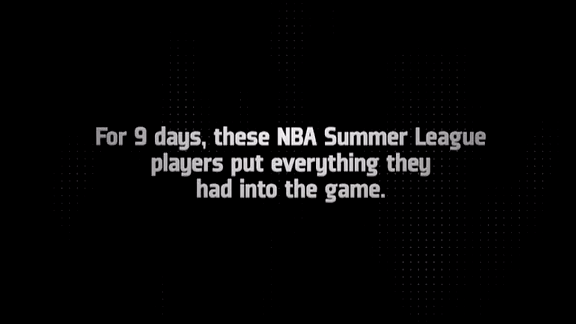 For 9 days, these NBA Summer League
players put everything they
had into the game.